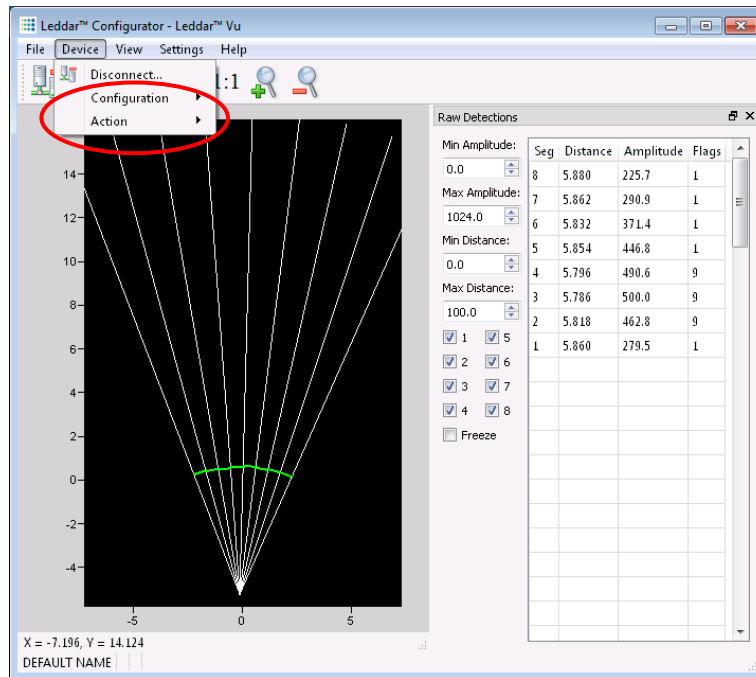 Leddar™ Configurator - Leddar™ Vu
File Device View Settings Help
Disconnect...
Configuration
Action
:1
Raw Detections
Min Amplitude:
0.0
Max Amplitude:
1024.0
Min Distance:
0.0
Max Distance:
100.0
1 5
2 6
3 7
4 8
Freeze
Seg Distance Amplitude Flags
8 5.880 225.7 1
7 5.862 290.9 1
6 5.832 371.4 1
5 5.854 446.8 1
4 5.796 490.6 9
3 5.786 500.0 9
2 5.818 462.8 9
1 5.860 279.5 1
14
12
10
8
6
4
2
0
-2
-4
-5 0 5
X = -7.196, Y = 14.124
DEFAULT NAME